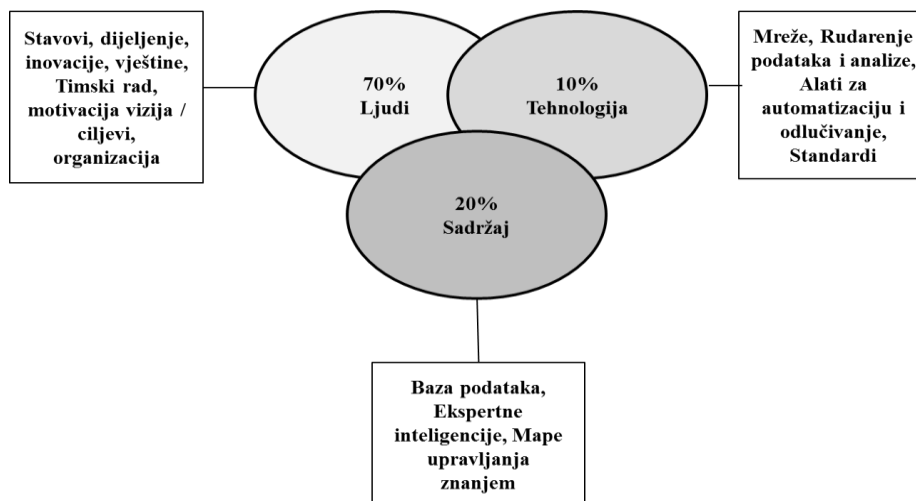 Stavovi, dijeljenje,
inovacije, vještine,
Timski rad,
motivacija vizija /
ciljevi,
organizacija
70%
Ljudi
10%
Tehnologija
Mreže, Rudarenje
podataka i analize,
Alati za
automatizaciju i
odlučivanje,
Standardi
20%
Sadržaj
Baza podataka,
Ekspertne
inteligencije, Mape
upravljanja
znanjem